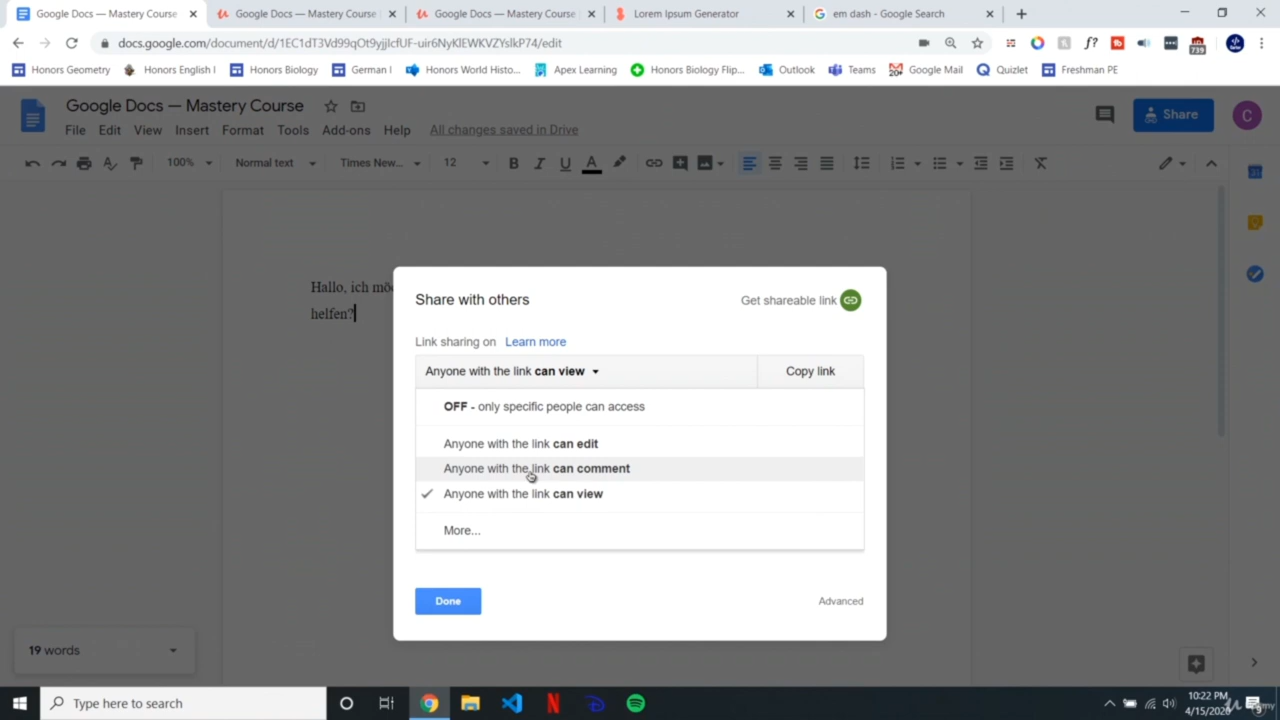 Google Docs — Mastery Course
Google Docs — Mastery Course
Google Docs — Mastery Course
Lorem Ipsum Generator
em dash - Google Search
docs.google.com/document/d/1EC1dT3Vd99qOt9yjjIcfUF-uir6NyKlEWKVZYslkP74/edit
739
Honors Geometry
Honors English I
Honors Biology
German I
Honors World Histo...
Apex Learning
Honors Biology Flip...
Outlook
Teams
Google Mail
Quizlet
Freshman PE
Google Docs — Mastery Course
File Edit View Insert Format Tools Add-ons Help All changes saved in Drive
Share
C
100% Normal text Times New... 12 B I U A
Hallo, ich
helfen?
Share with others
Get shareable link
Link sharing on Learn more
Anyone with the link can view
Copy link
OFF - only specific people can access
Anyone with the link can edit
Anyone with the link can comment
Anyone with the link can view
More...
Done
Advanced
19 words
Type here to search
10:22 PM
4/15/2020